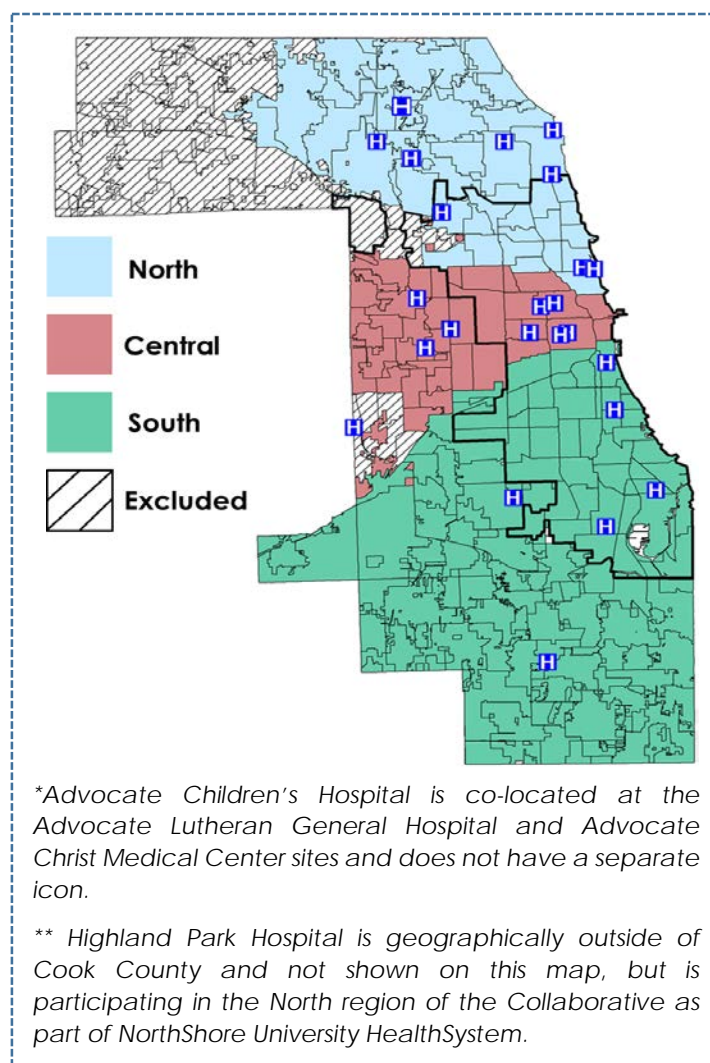 H
H
H
H
H
H
H
H
H
North
H
H
H
H
H
H
H
Central
H
H
H
South
H
H
H
Excluded
H
H
*Advocate Children's Hospital is co-located at the
Advocate Lutheran General Hospital and Advocate
Christ Medical Center sites and does not have a separate
icon.
** Highland Park Hospital is geographically outside of
Cook County and not shown on this map, but is
participating in the North region of the Collaborative as
part of NorthShore University HealthSystem.